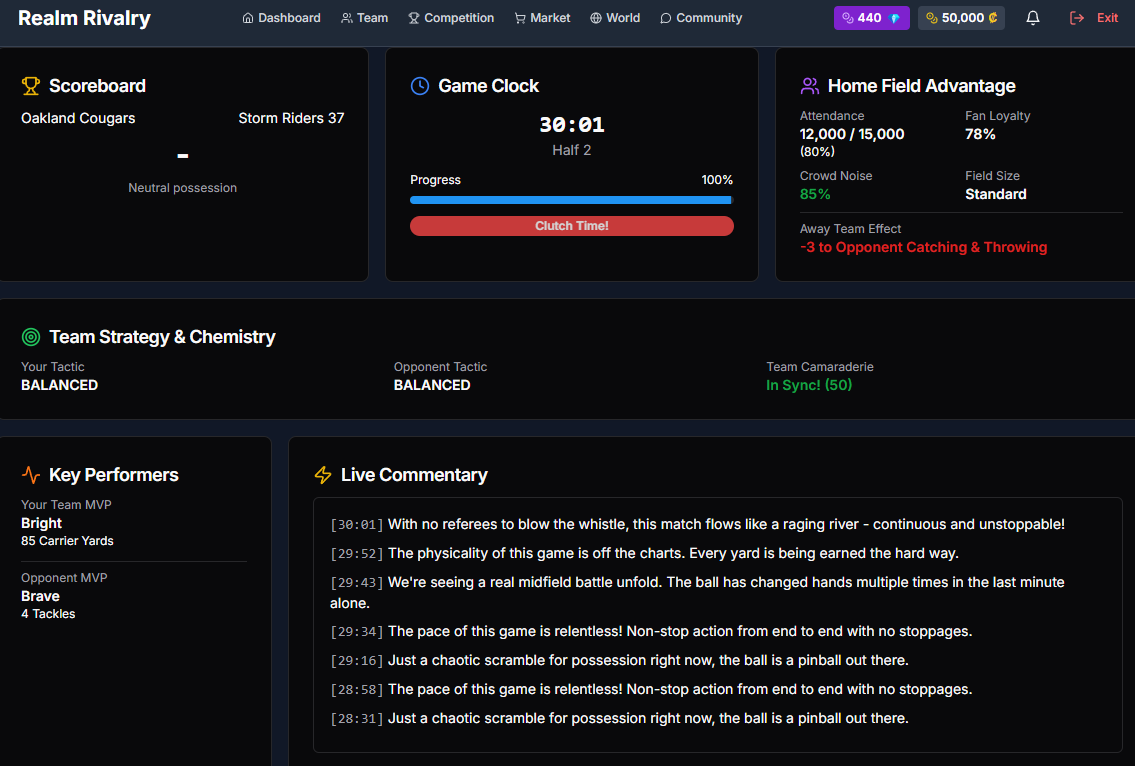 Realm Rivalry
Dashboard
Team
Competition
Market
World
Community
440
50,000 ₢
Exit
Scoreboard
Oakland Cougars
Storm Riders 37
-
Neutral possession
Game Clock
30:01
Half 2
Progress
100%
Clutch Time!
Home Field Advantage
Attendance
Fan Loyalty
12,000 / 15,000
78%
(80%)
Crowd Noise
Field Size
85%
Standard
Away Team Effect
-3 to Opponent Catching & Throwing
Team Strategy & Chemistry
Your Tactic
Opponent Tactic
Team Camaraderie
BALANCED
BALANCED
In Sync! (50)
Key Performers
Your Team MVP
Bright
85 Carrier Yards
Opponent MVP
Brave
4 Tackles
Live Commentary
[30:01] With no referees to blow the whistle, this match flows like a raging river - continuous and unstoppable!
[29:52] The physicality of this game is off the charts. Every yard is being earned the hard way.
[29:43] We're seeing a real midfield battle unfold. The ball has changed hands multiple times in the last minute
alone.
[29:34] The pace of this game is relentless! Non-stop action from end to end with no stoppages.
[29:16] Just a chaotic scramble for possession right now, the ball is a pinball out there.
[28:58] The pace of this game is relentless! Non-stop action from end to end with no stoppages.
[28:31] Just a chaotic scramble for possession right now, the ball is a pinball out there.